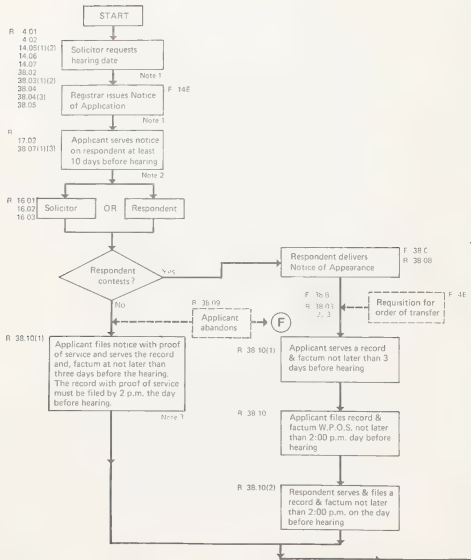 START
R 4.01
4.02
14.05(1)(2)
14.06
14.07
38.02
38.03(1)(2)
38.04
38.04(3)
38.05
Solicitor requests
hearing date
Note 1
Registrar issues Notice
of Application
F 14E
Note 1
R
17.02
38.07(1)(3)
Applicant serves notice
on respondent at least
10 days before hearing
Note 2
R 16 01
16.02
16 03
Solicitor
OR
Respondent
Respondent
contests?
Yes
No
Respondent delivers
Notice of Appearance
F 38 C
R 38 08
F 38 B
R 38.03
2, 3
Requisition for
order of transfer
F 4E
R 38 09
Applicant
abandons
F
R 38.10(1)
Applicant files notice with proof
of service and serves the record
and, factum at not later than
three days before the hearing.
The record with proof of service
must be filed by 2 p.m. the day
before hearing.
Note 3
R 38 10(1)
Applicant serves a record
& factum not later than 3
days before hearing
R 38 10
Applicant files record &
factum W.P.O.S. not later
than 2:00 p.m. day before
hearing
R 38 10(2)
Respondent serves & files a
record & factum not later
than 2:00 p.m. on the day
before hearing